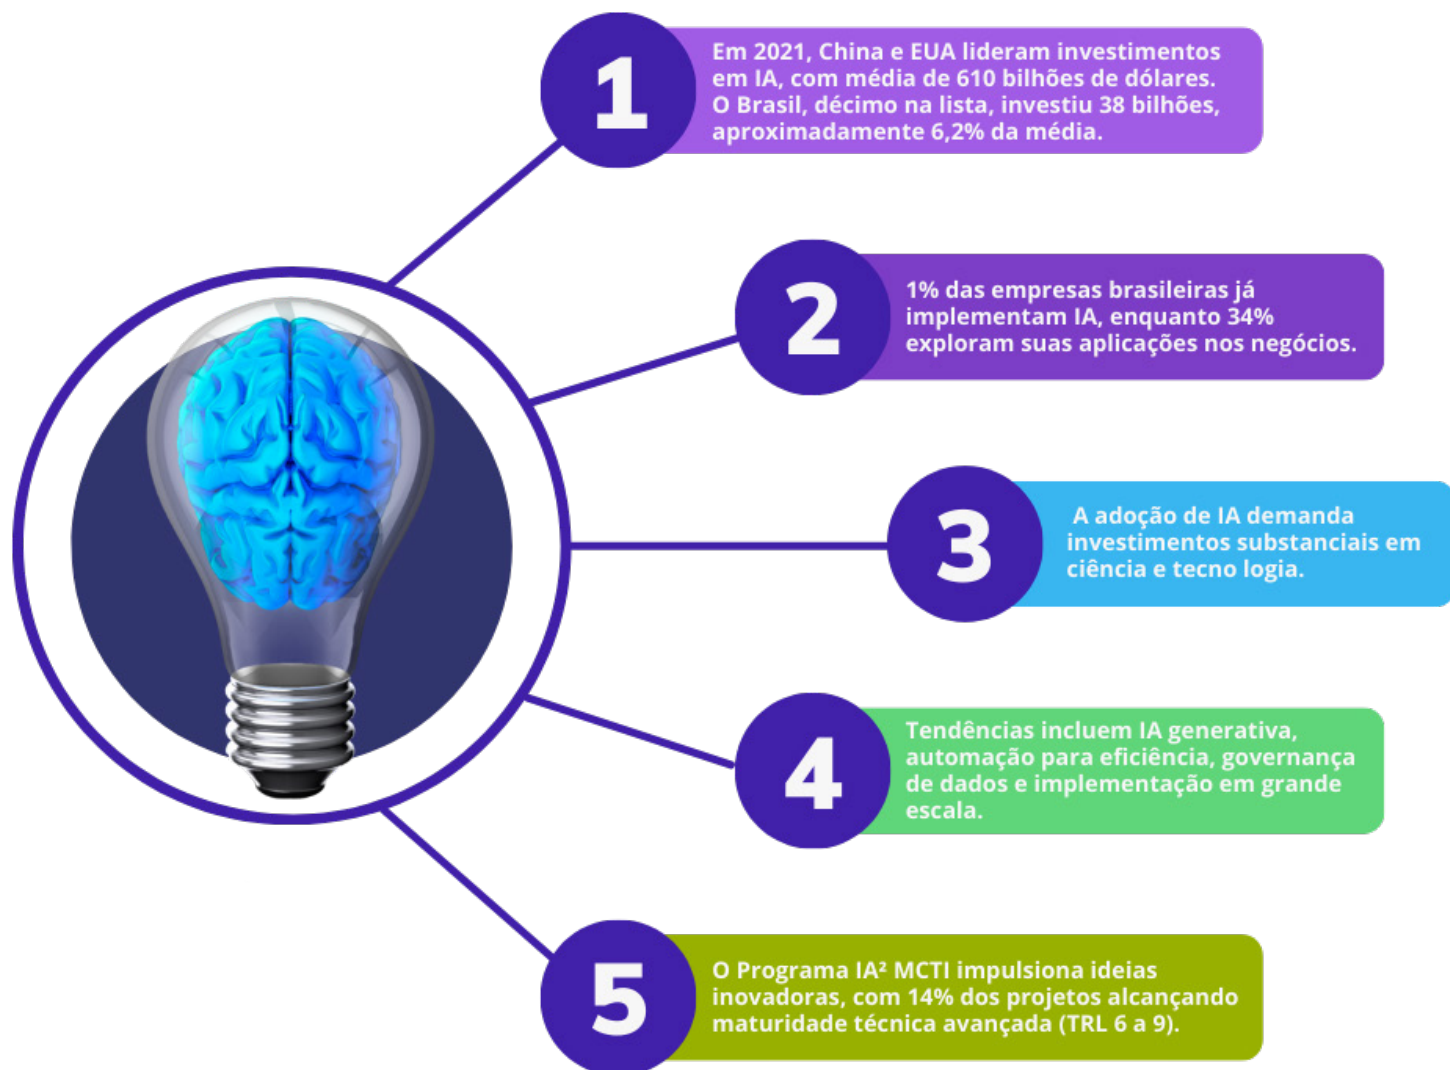 1
Em 2021, China e EUA lideram investimentos
em IA, com média de 610 bilhões de dólares.
O Brasil, décimo na lista, investiu 38 bilhões,
aproximadamente 6,2% da média.
2
1% das empresas brasileiras já
implementam IA, enquanto 34%
exploram suas aplicações nos negócios.
3
A adoção de IA demanda
investimentos substanciais em
ciência e tecno logia.
4
Tendências incluem IA generativa,
automação para eficiência, governança
de dados e implementação em grande
escala.
5
O Programa IA² MCTI impulsiona ideias
inovadoras, com 14% dos projetos alcançando
maturidade técnica avançada (TRL 6 a 9).